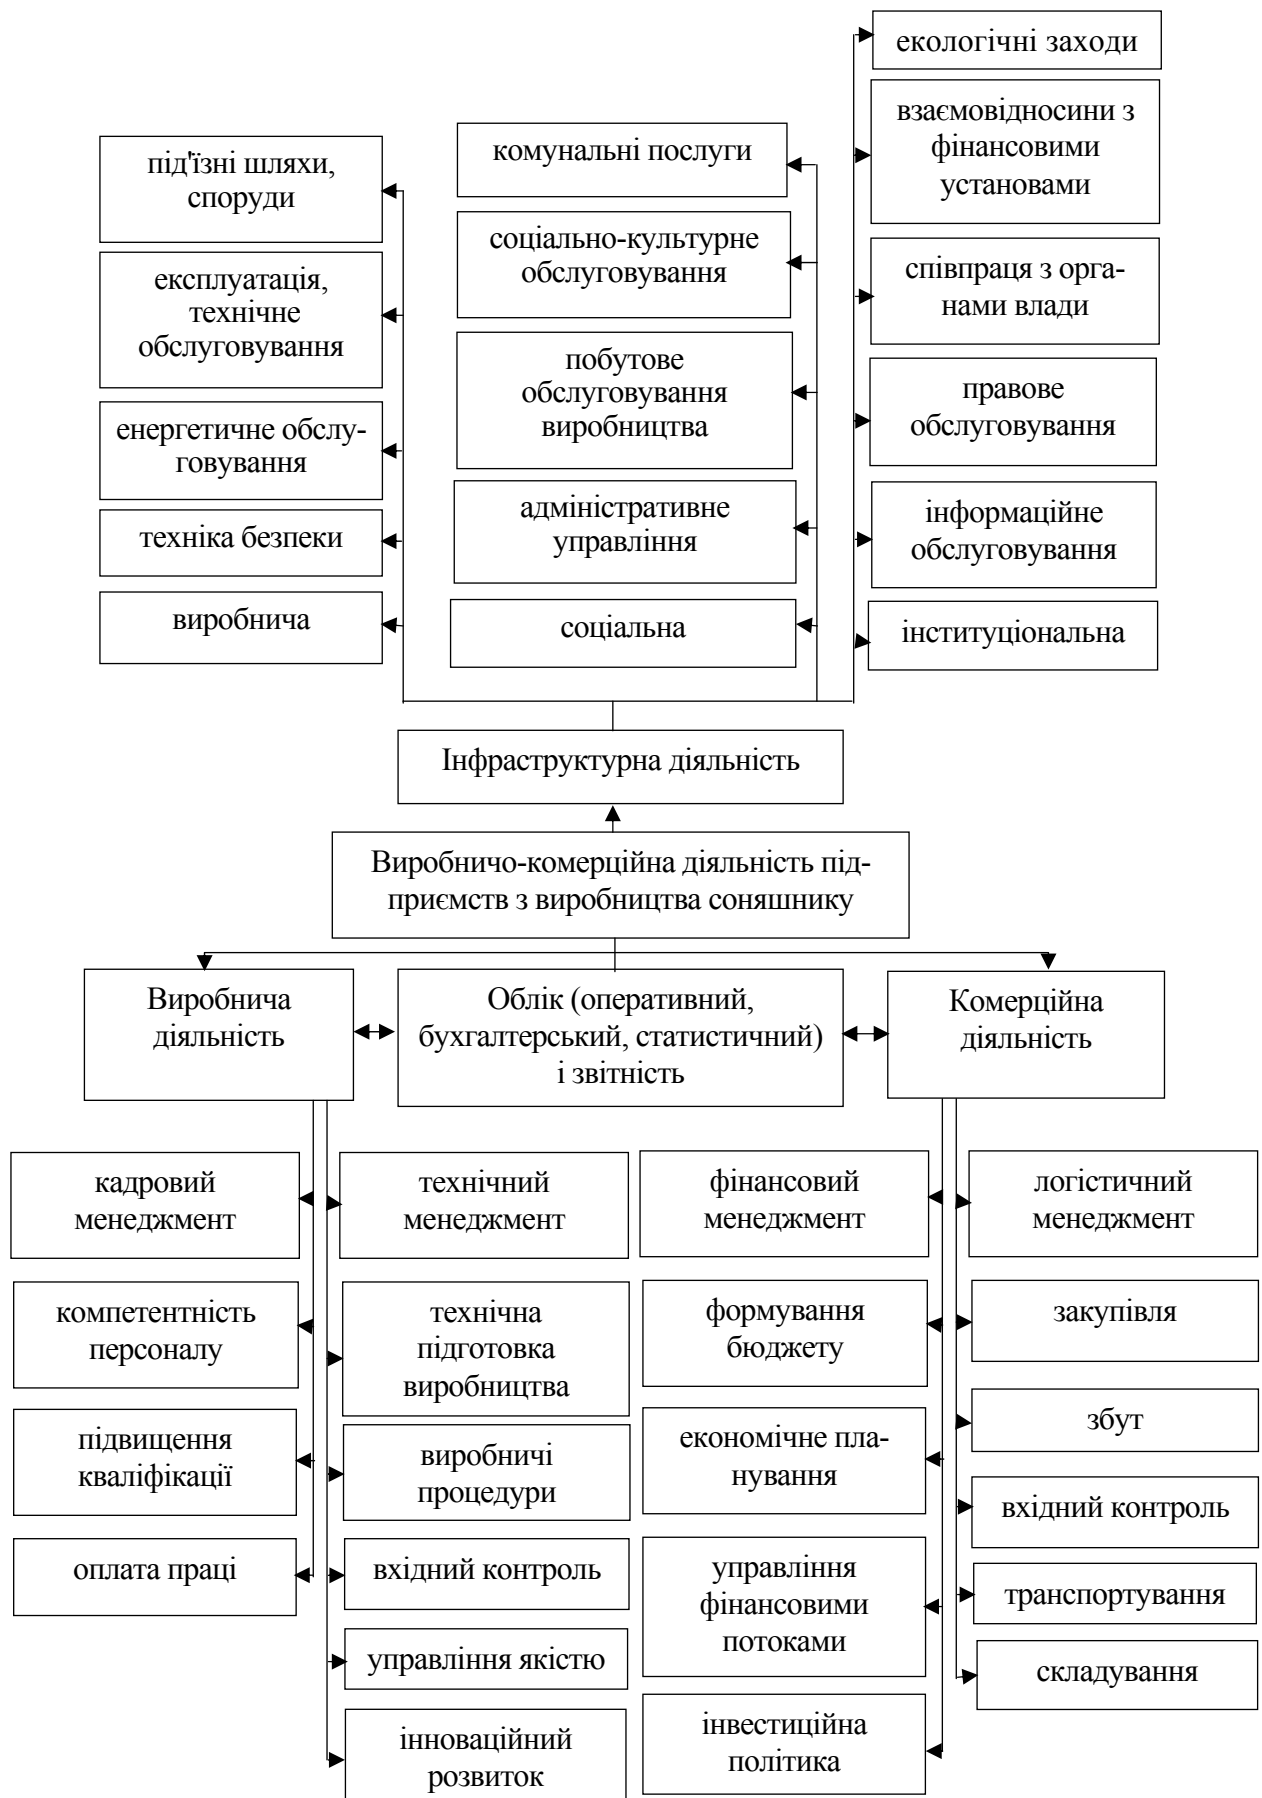 екологічні заходи
взаємовідносини з
фінансовими
установами
співпраця з орга-
нами влади
правове
обслуговування
інформаційне
обслуговування
інституціональна
комунальні послуги
соціально-культурне
обслуговування
побутове
обслуговування
виробництва
адміністративне
управління
соціальна
під'їзні шляхи,
споруди
експлуатація,
технічне
обслуговування
енергетичне обслу-
говування
техніка безпеки
виробнича
Інфраструктурна діяльність
Виробничо-комерційна діяльність під-
приємств з виробництва соняшнику
Виробнича
діяльність
Облік (оперативний,
бухгалтерський, статистичний)
і звітність
Комерційна
діяльність
кадровий
менеджмент
компетентність
персоналу
підвищення
кваліфікації
оплата праці
технічний
менеджмент
технічна
підготовка
виробництва
виробничі
процедури
вхідний контроль
управління якістю
інноваційний
розвиток
фінансовий
менеджмент
формування
бюджету
економічне пла-
нування
управління
фінансовими
потоками
інвестиційна
політика
логістичний
менеджмент
закупівля
збут
вхідний контроль
транспортування
складування